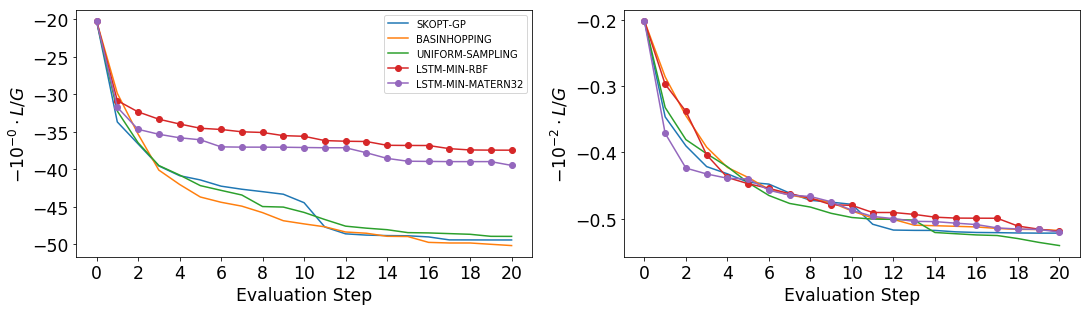 −20
−25
−30
−35
−40
−45
−50
−10⁻⁰ · L/G
0 2 4 6 8 10 12 14 16 18 20
Evaluation Step
SKOPT-GP
BASINHOPPING
UNIFORM-SAMPLING
LSTM-MIN-RBF
LSTM-MIN-MATERN32
−0.2
−0.3
−0.4
−0.5
−10⁻² · L/G
0 2 4 6 8 10 12 14 16 18 20
Evaluation Step